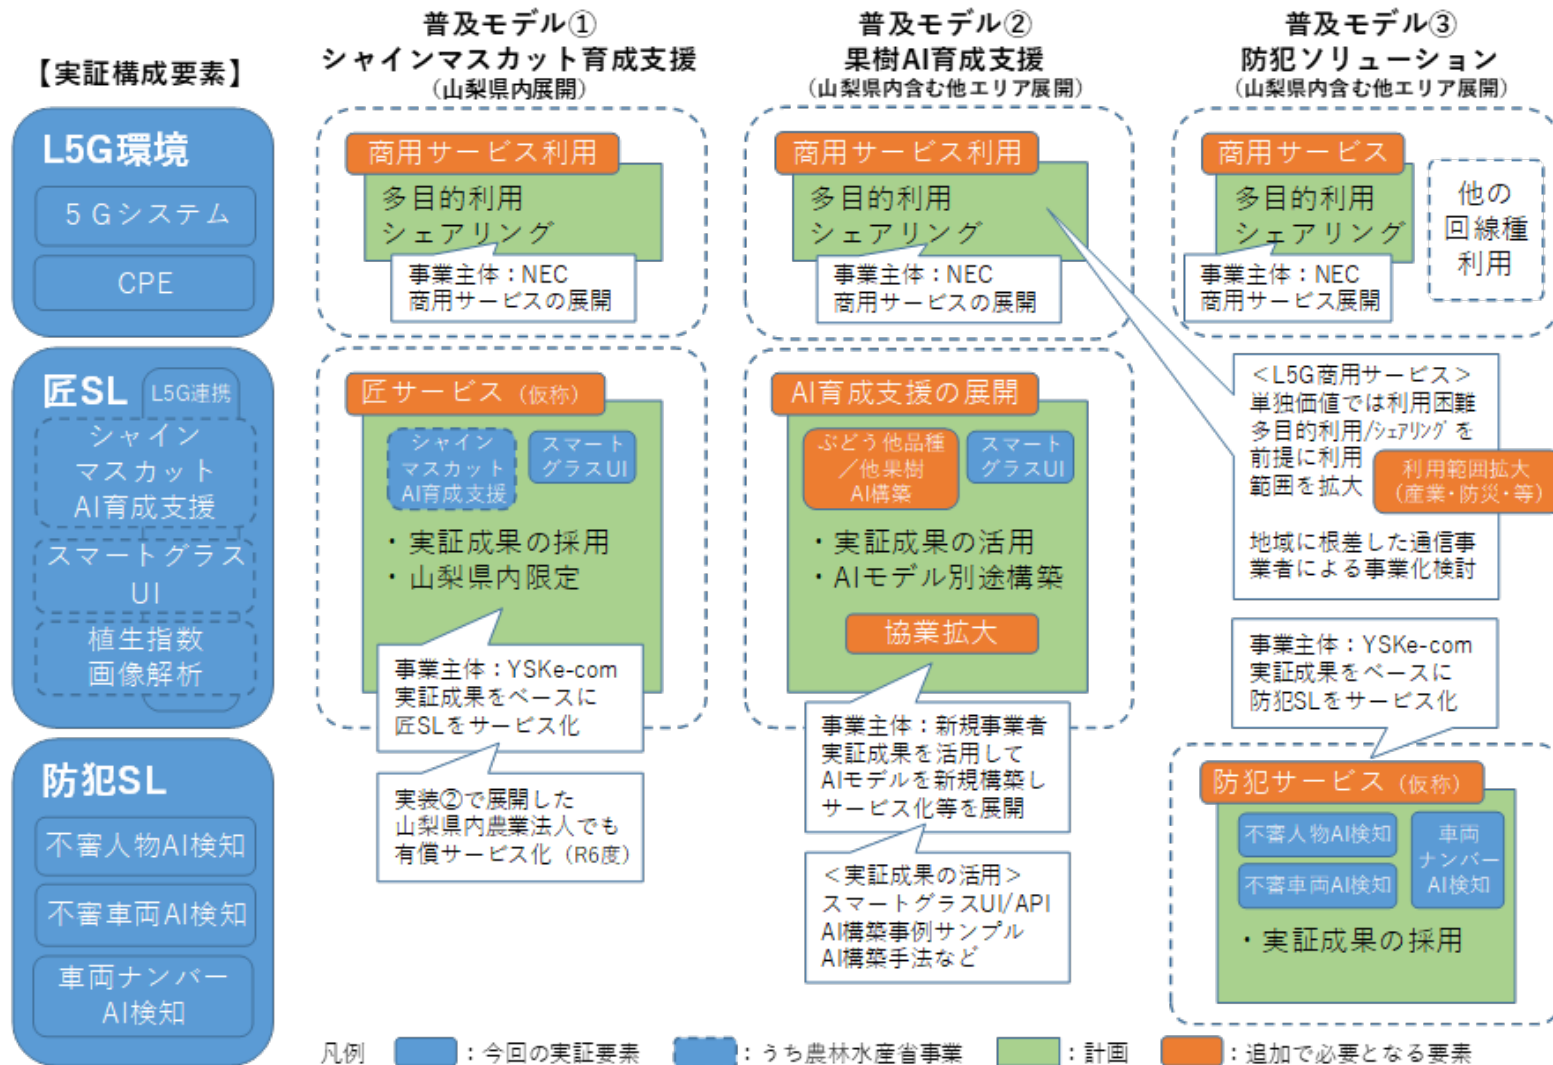 【実証構成要素】
L5G環境
5Gシステム
CPE
匠SL
L5G連携
シャイン
マスカット
AI育成支援
スマートグラス
UI
植生指数
画像解析
防犯SL
不審人物AI検知
不審車両AI検知
車両ナンバー
AI検知
普及モデル①
シャインマスカット育成支援
（山梨県内展開）
商用サービス利用
多目的利用
シェアリング
事業主体：NEC
商用サービスの展開
匠サービス（仮称）
シャイン
マスカット
AI育成支援
スマート
グラスUI
・実証成果の採用
・山梨県内限定
事業主体：YSKe-com
実証成果をベースに
匠SLをサービス化
実装②で展開した
山梨県内農業法人でも
有償サービス化（R6度）
普及モデル②
果樹AI育成支援
（山梨県内含む他エリア展開）
商用サービス利用
多目的利用
シェアリング
事業主体：NEC
商用サービスの展開
AI育成支援の展開
ぶどう他品種
／他果樹
AI構築
スマート
グラスUI
・実証成果の活用
・AIモデル別途構築
協業拡大
事業主体：新規事業者
実証成果を活用して
AIモデルを新規構築し
サービス化等を展開
＜実証成果の活用＞
スマートグラスUI/API
AI構築事例サンプル
AI構築手法など
普及モデル③
防犯ソリューション
（山梨県内含む他エリア展開）
商用サービス
多目的利用
シェアリング
事業主体：NEC
商用サービス展開
他の
回線種
利用
＜L5G商用サービス＞
単独価値では利用困難
多目的利用/シェアリングを
前提に利用
範囲を拡大
利用範囲拡大
（産業・防災・等）
地域に根差した通信事
業者による事業化検討
事業主体：YSKe-com
実証成果をベースに
防犯SLをサービス化
防犯サービス（仮称）
不審人物AI検知
不審車両AI検知
車両
ナンバー
AI検知
・実証成果の採用
凡例
：今回の実証要素
：うち農林水産省事業
：計画
：追加で必要となる要素